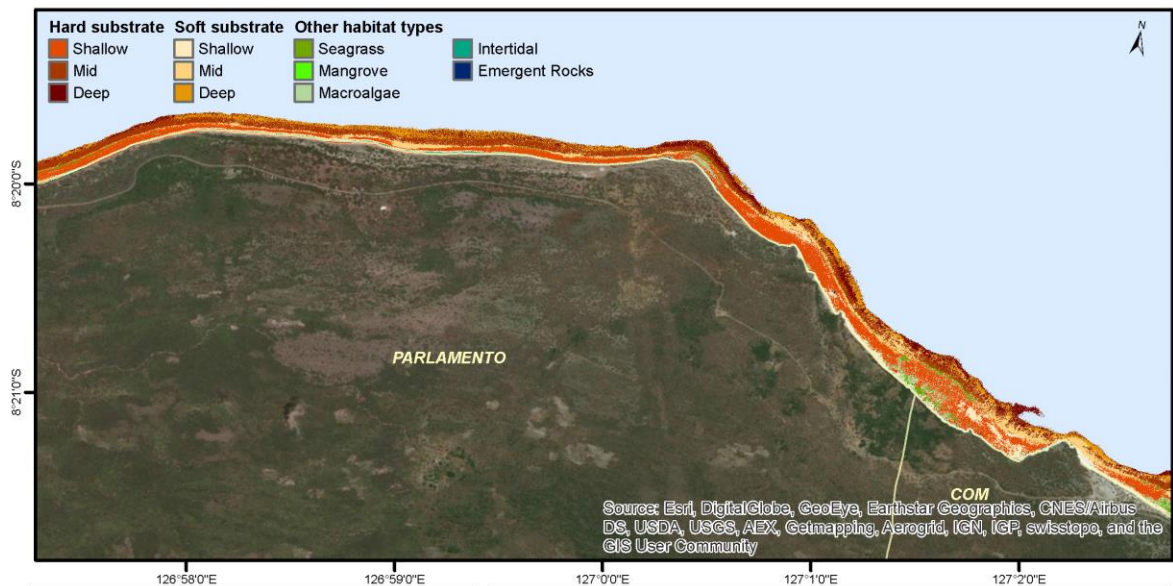 Hard substrate Soft substrate Other habitat types
Shallow Shallow Seagrass Intertidal
Mid Mid Mangrove Emergent Rocks
Deep Deep Macroalgae
N
8°20'0"S
PARLAMENTO
8°21'0"S
COM
Source: Esri, DigitalGlobe, GeoEye, Earthstar Geographics, CNES/Airbus
DS, USDA, USGS, AEX, Getmapping, Aerogrid, IGN, IGP, swisstopo, and the
GIS User Community
126°58'0"E 126°59'0"E 127°0'0"E 127°1'0"E 127°2'0"E